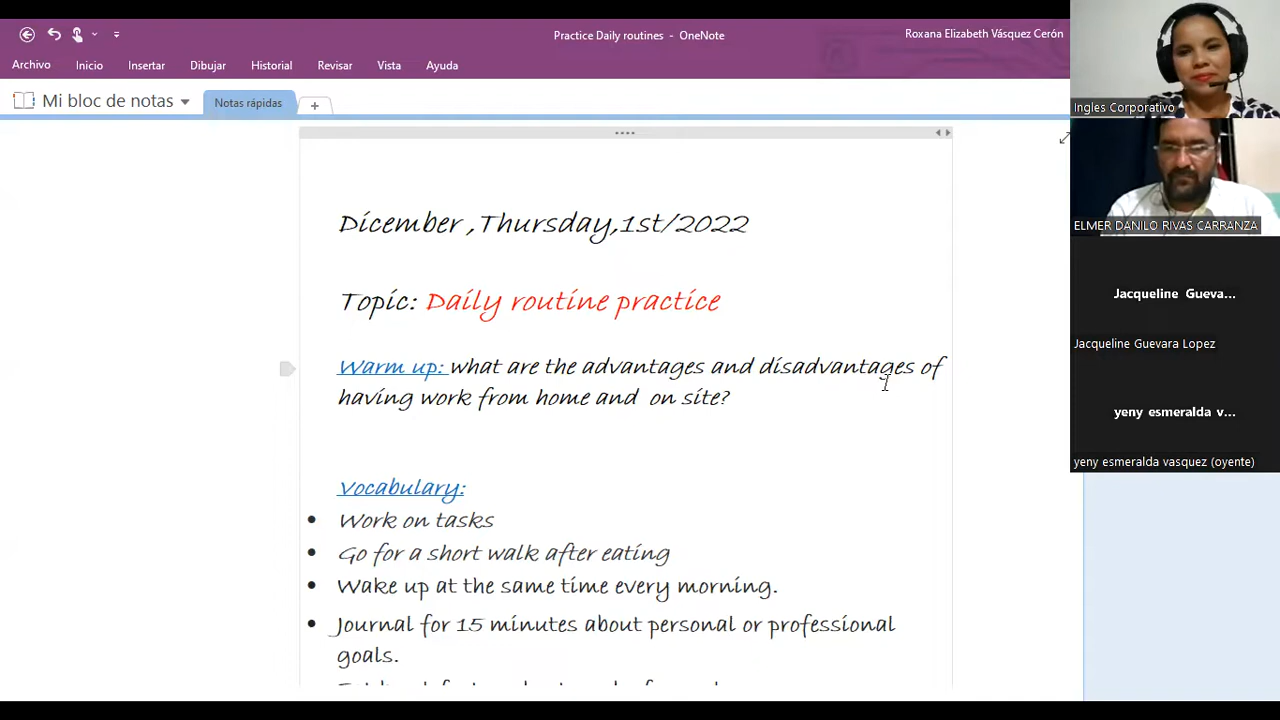 Practice Daily routines - OneNote
Roxana Elizabeth Vásquez Cerón
Archivo Inicio Insertar Dibujar Historial Revisar Vista Ayuda
Mi bloc de notas
Notas rápidas
Dicember ,Thursday,1st/2022
Topic: Daily routine practice
Warm up: what are the advantages and disadvantages of
having work from home and on site?
Vocabulary:
• Work on tasks
• Go for a short walk after eating
• Wake up at the same time every morning.
• Journal for 15 minutes about personal or professional
goals.
Ingles Corporativo
ELMER DANILO RIVAS CARRANZA
Jacqueline Gueva...
Jacqueline Guevara Lopez
yeny esmeralda v...
yeny esmeralda vasquez (oyente)